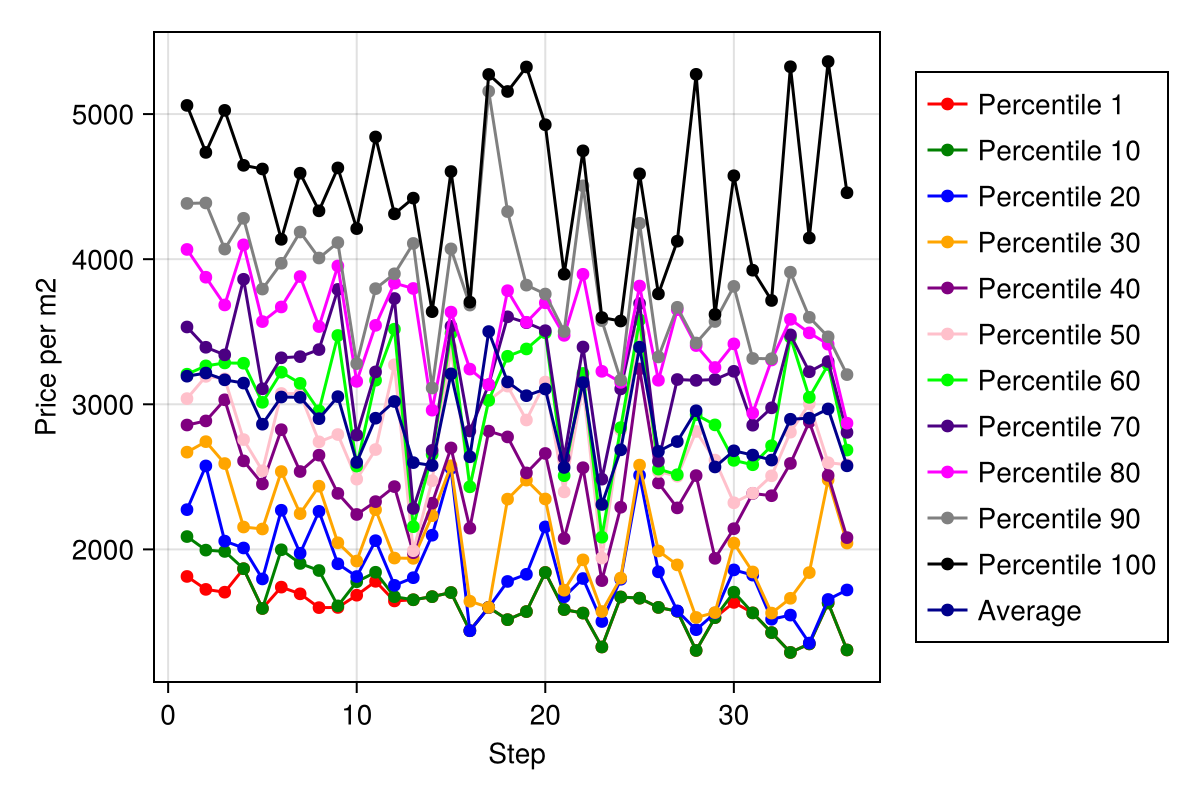 5000
4000
3000
2000
Price per m2
0 10 20 30
Step
Percentile 1
Percentile 10
Percentile 20
Percentile 30
Percentile 40
Percentile 50
Percentile 60
Percentile 70
Percentile 80
Percentile 90
Percentile 100
Average